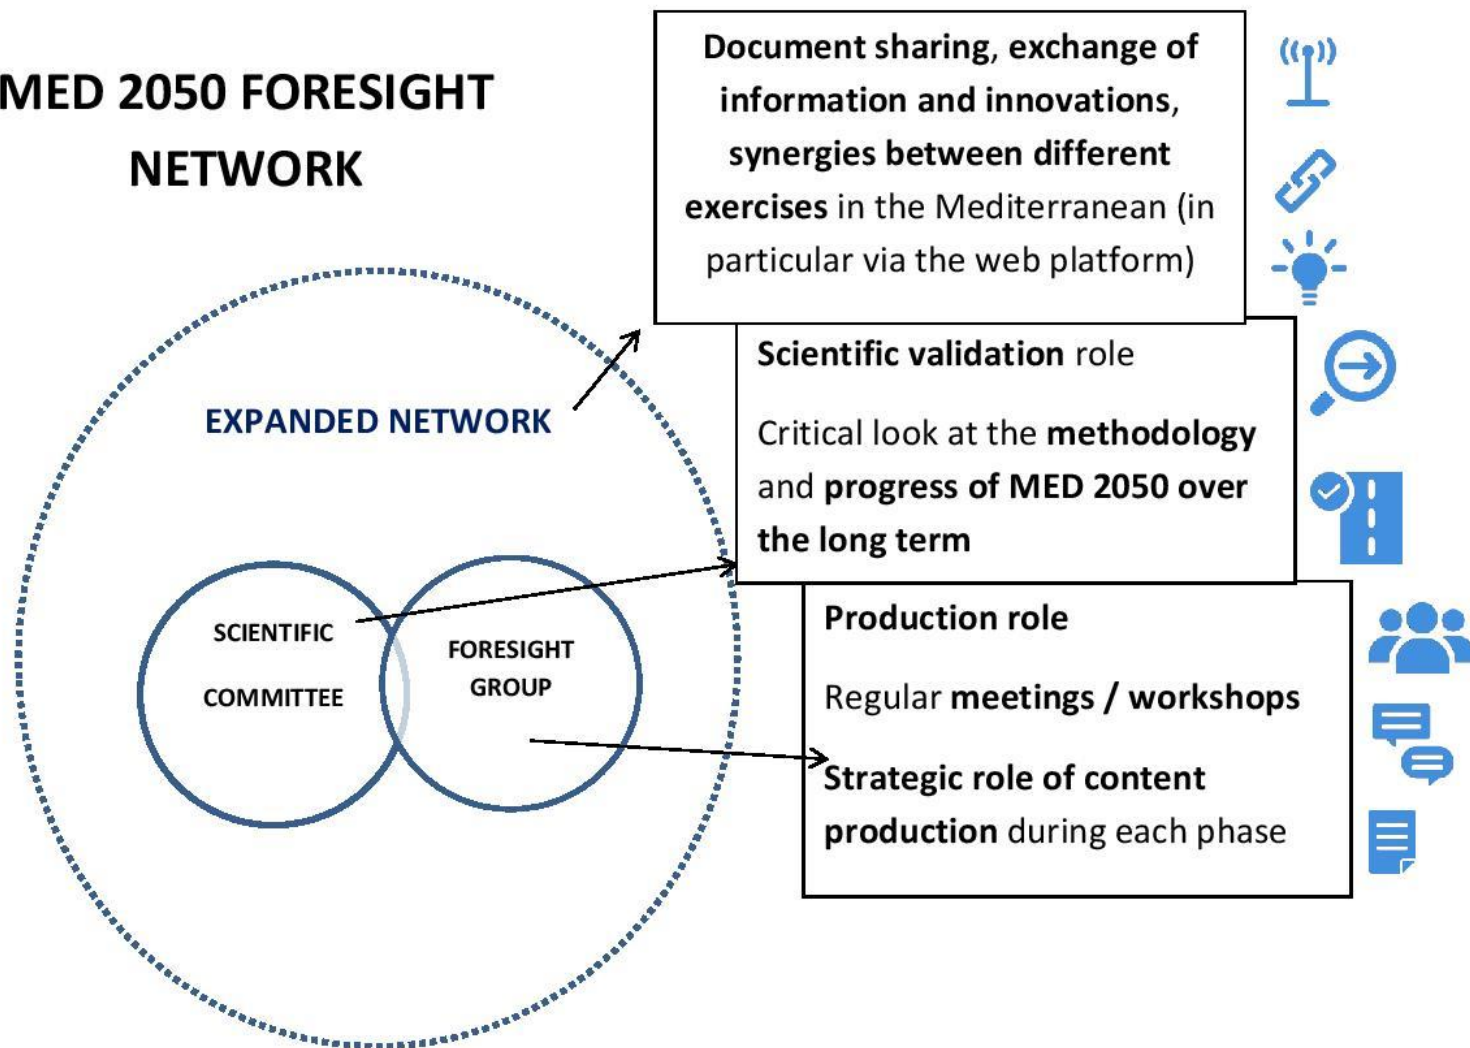 MED 2050 FORESIGHT
NETWORK
Document sharing, exchange of
information and innovations,
synergies between different
exercises in the Mediterranean (in
particular via the web platform)
EXPANDED NETWORK
Scientific validation role
Critical look at the methodology
and progress of MED 2050 over
the long term
SCIENTIFIC
COMMITTEE
FORESIGHT
GROUP
Production role
Regular meetings / workshops
Strategic role of content
production during each phase